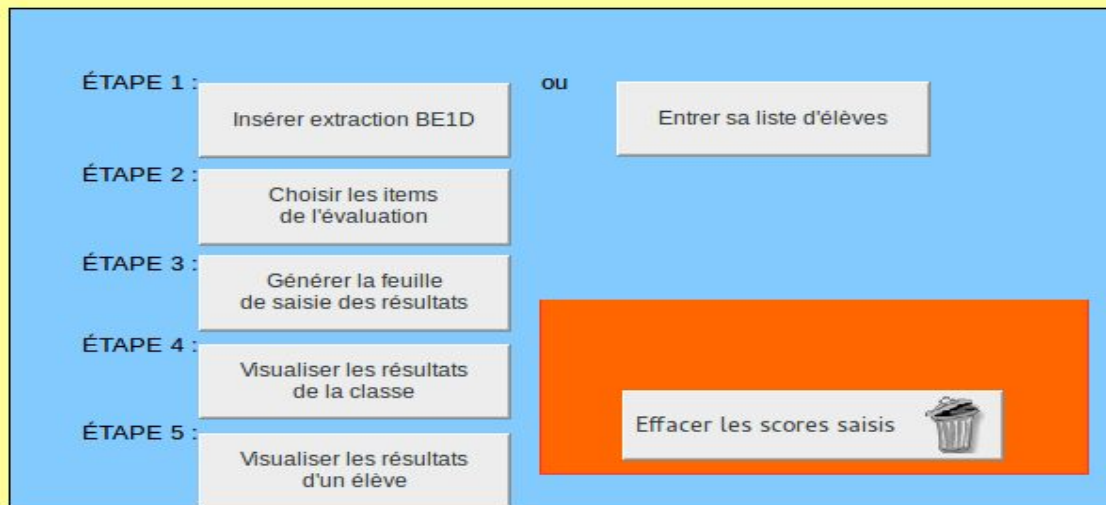 ÉTAPE 1 :
Insérer extraction BE1D
ou
Entrer sa liste d'élèves
ÉTAPE 2 :
Choisir les items
de l'évaluation
ÉTAPE 3 :
Générer la feuille
de saisie des résultats
ÉTAPE 4 :
Visualiser les résultats
de la classe
Effacer les scores saisis
ÉTAPE 5 :
Visualiser les résultats
d'un élève